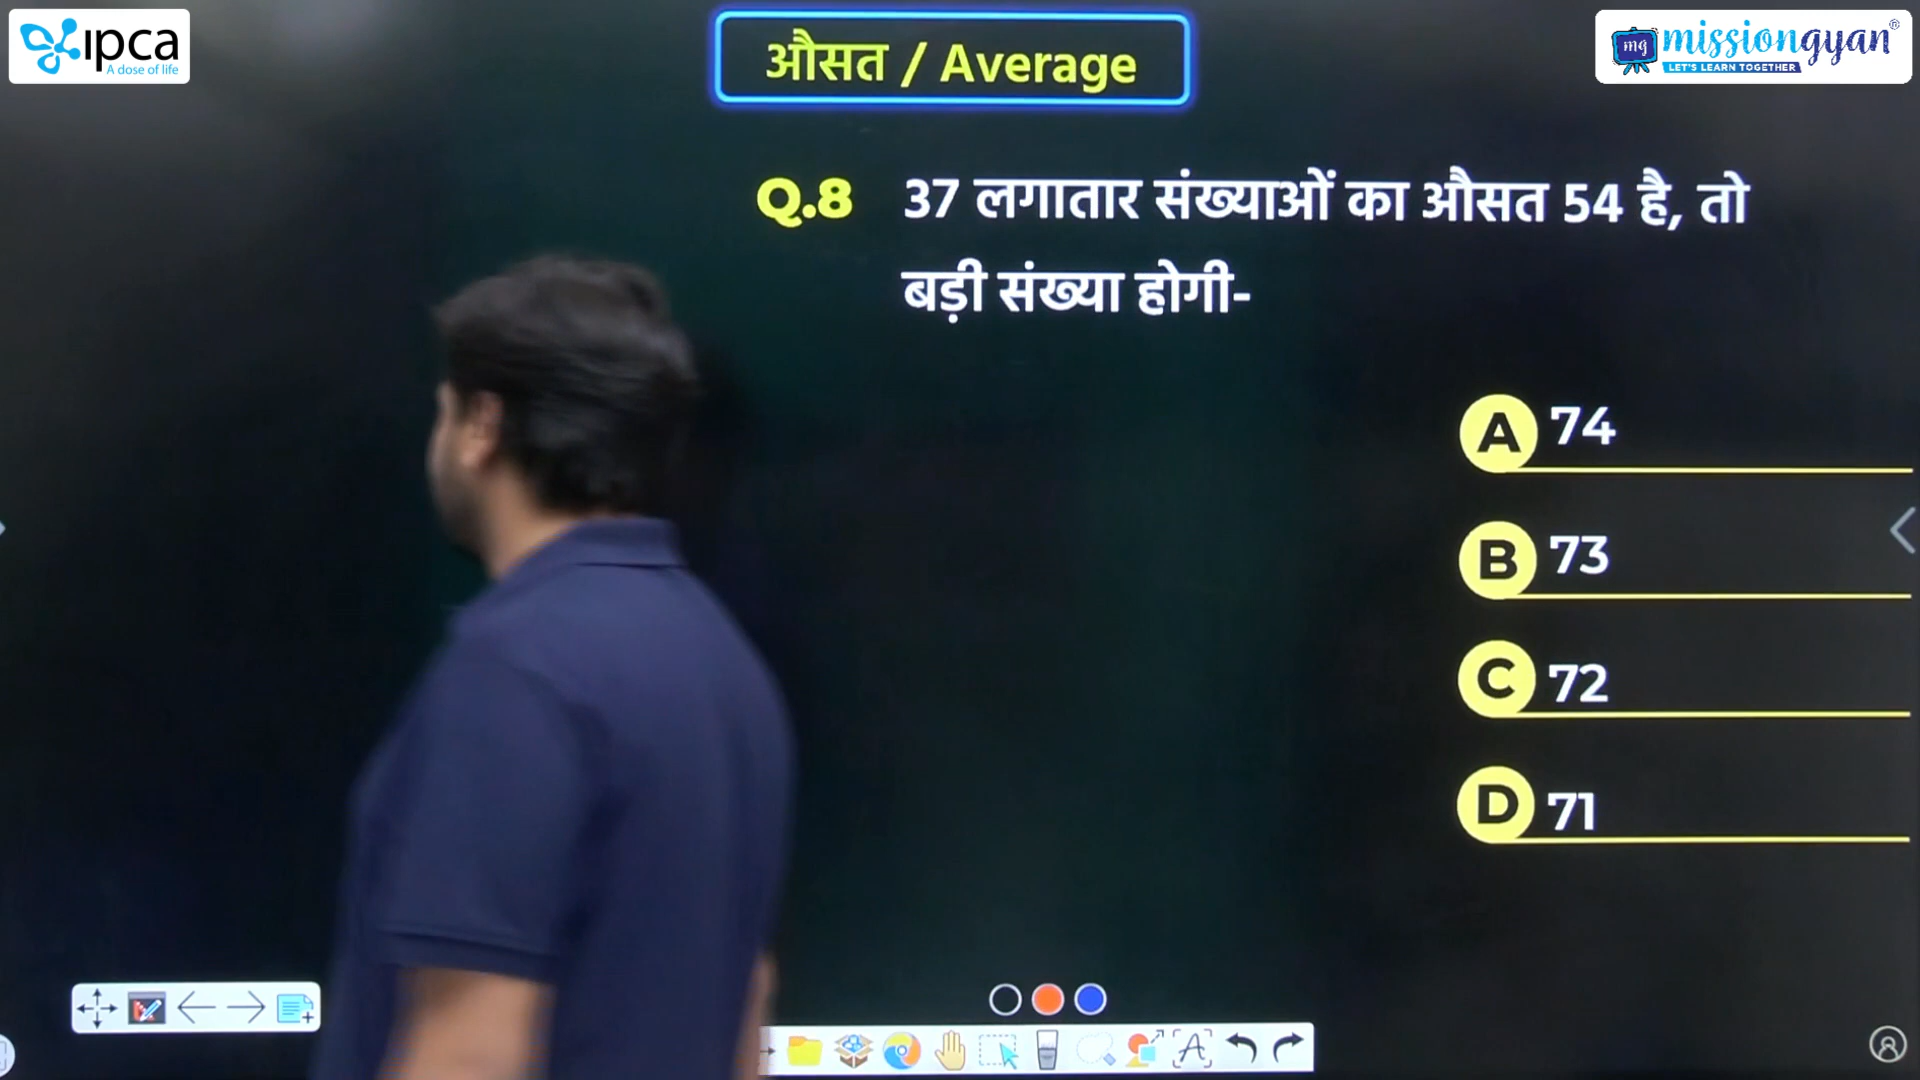 ipca
A dose of life
औसत / Average
missiongyan®
mg
LET'S LEARN TOGETHER
Q.8 37 लगातार संख्याओं का औसत 54 है, तो
बड़ी संख्या होगी-
A 74
B 73
C 72
D 71